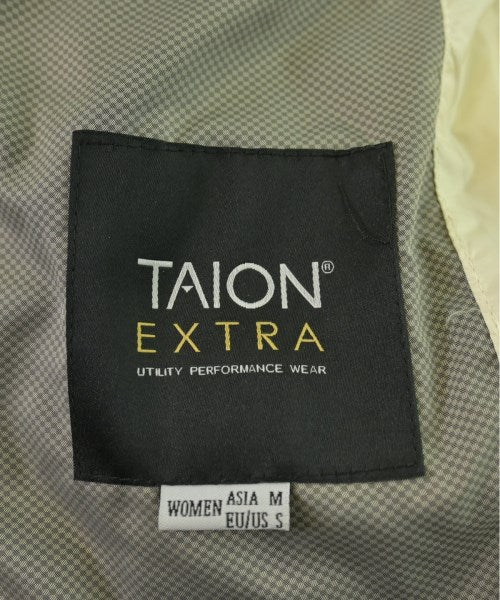 TAION®
EXTRA
UTILITY PERFORMANCE WEAR
WOMEN ASIA M
EU/US S